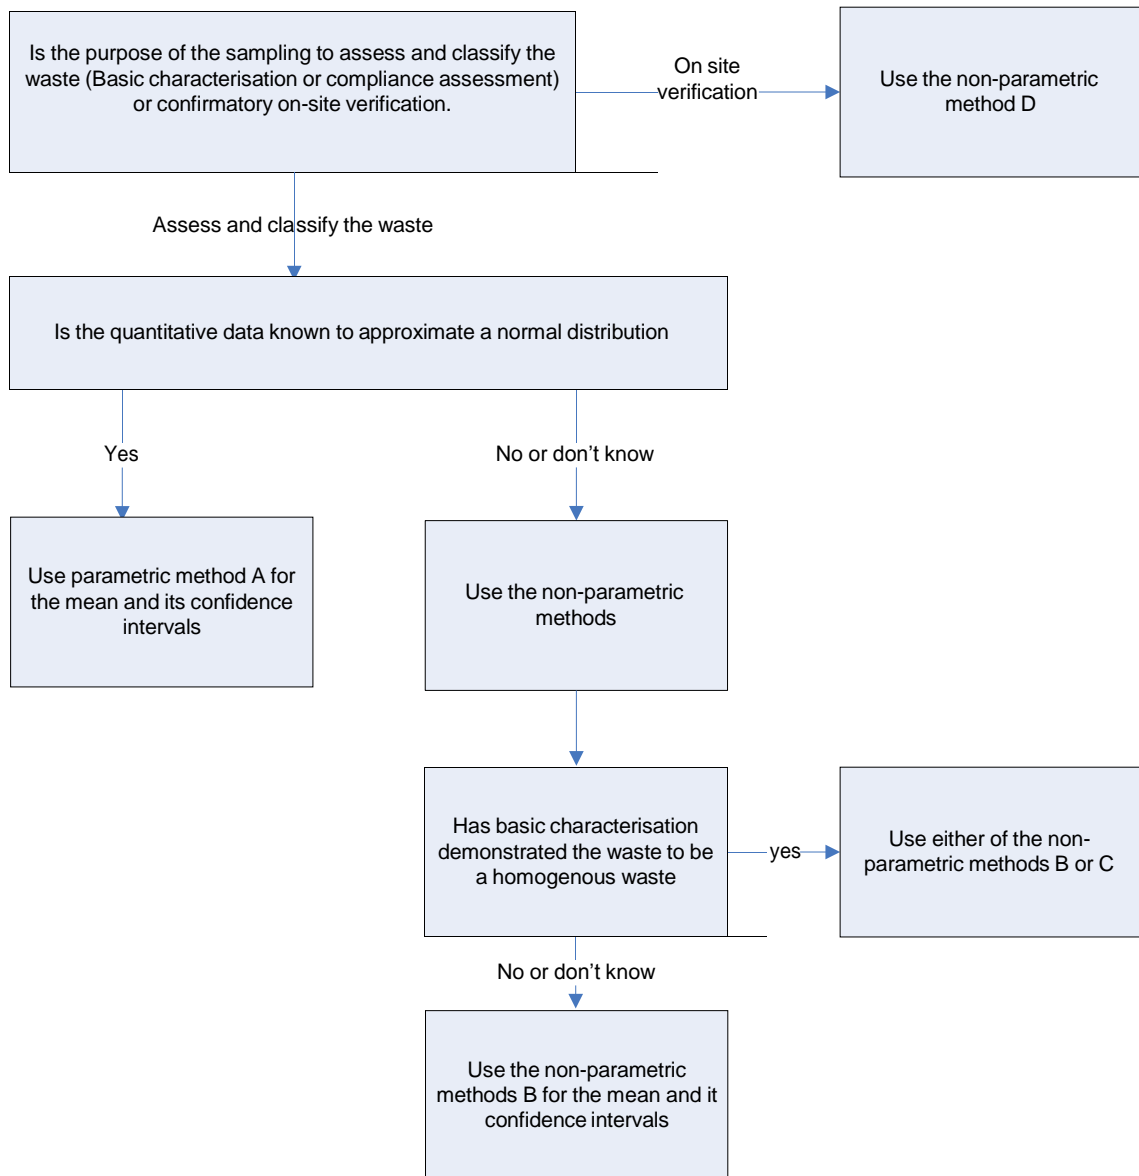 Is the purpose of the sampling to assess and classify the
waste (Basic characterisation or compliance assessment)
or confirmatory on-site verification.
On site
verification
Use the non-parametric
method D
Assess and classify the waste
Is the quantitative data known to approximate a normal distribution
Yes
No or don’t know
Use parametric method A for
the mean and its confidence
intervals
Use the non-parametric
methods
Has basic characterisation
demonstrated the waste to be
a homogenous waste
yes
Use either of the non-
parametric methods B or C
No or don’t know
Use the non-parametric
methods B for the mean and it
confidence intervals